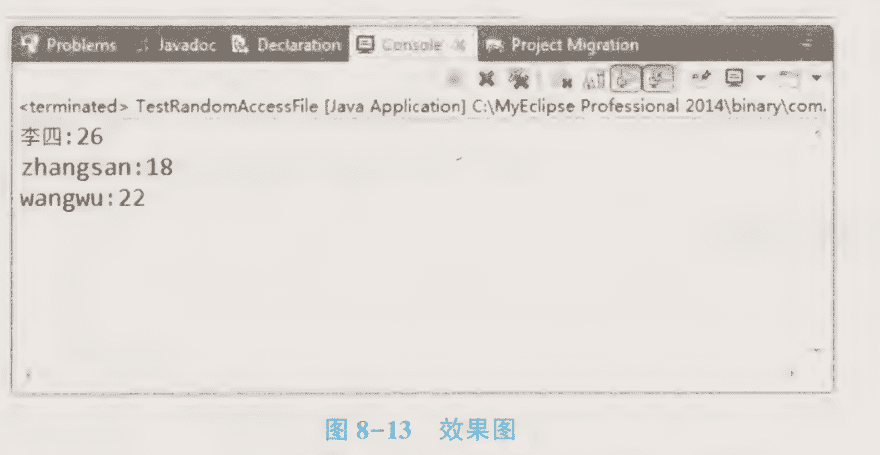 Problems Javadoc Declaration Console Project Migration
<terminated> TestRandomAccessFile [Java Application] C:\MyEclipse Professional 2014\binary\com.
李四:26
zhangsan:18
wangwu:22
图 8-13 效果图